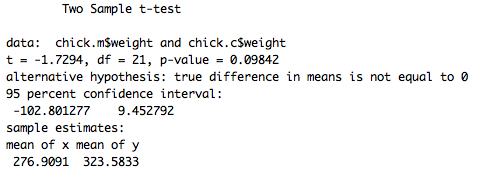 Two Sample t-test
data:  chick.m$weight and chick.c$weight
t = -1.7294, df = 21, p-value = 0.09842
alternative hypothesis: true difference in means is not equal to 0
95 percent confidence interval:
-102.801277    9.452792
sample estimates:
mean of x mean of y
276.9091  323.5833